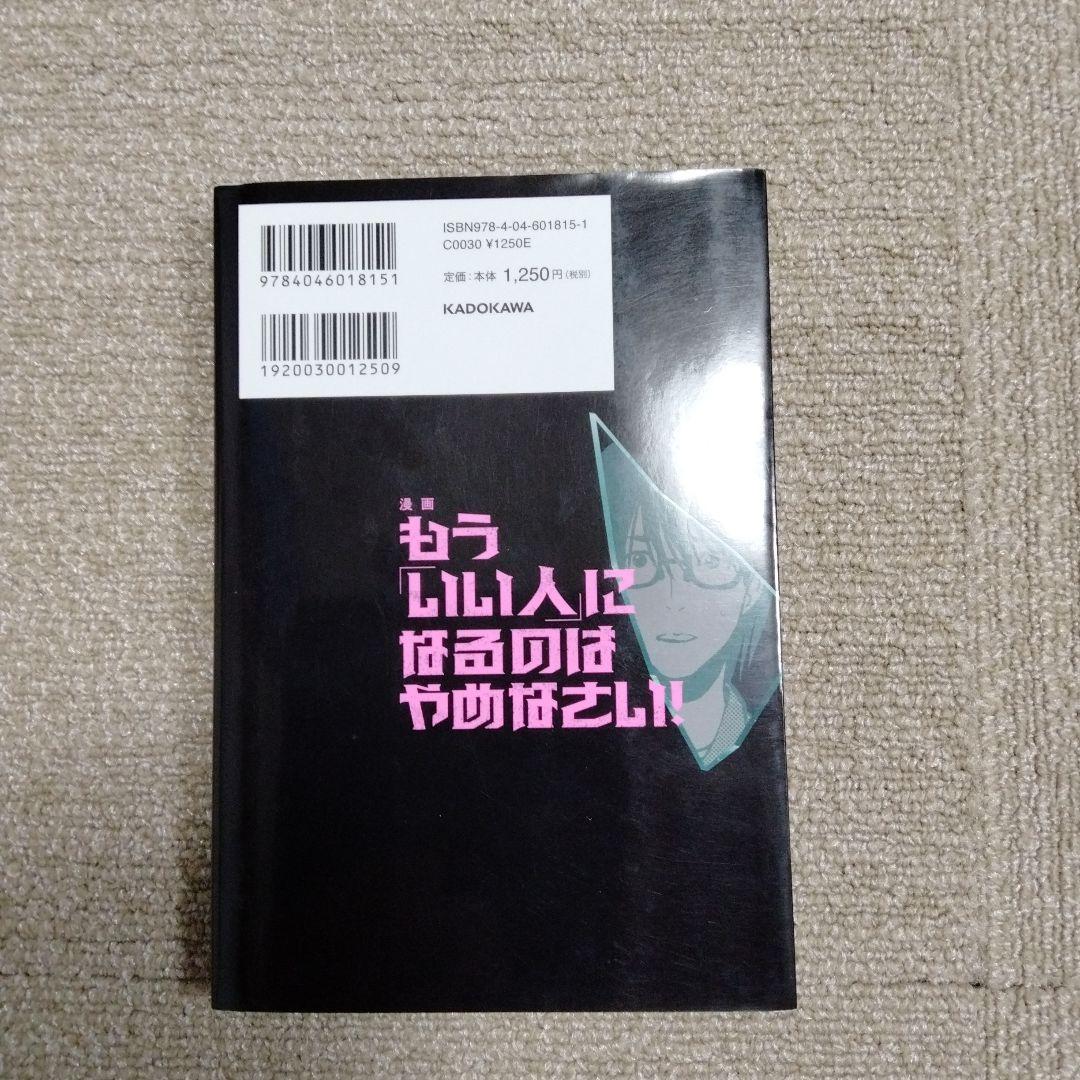 ISBN978-4-04-601815-1
C0030 ¥1250E
9784046018151
定価：本体 1,250円（税別）
KADOKAWA
1920030012509
漫画
もう
「いい人」に
なるのは
やめなさい！